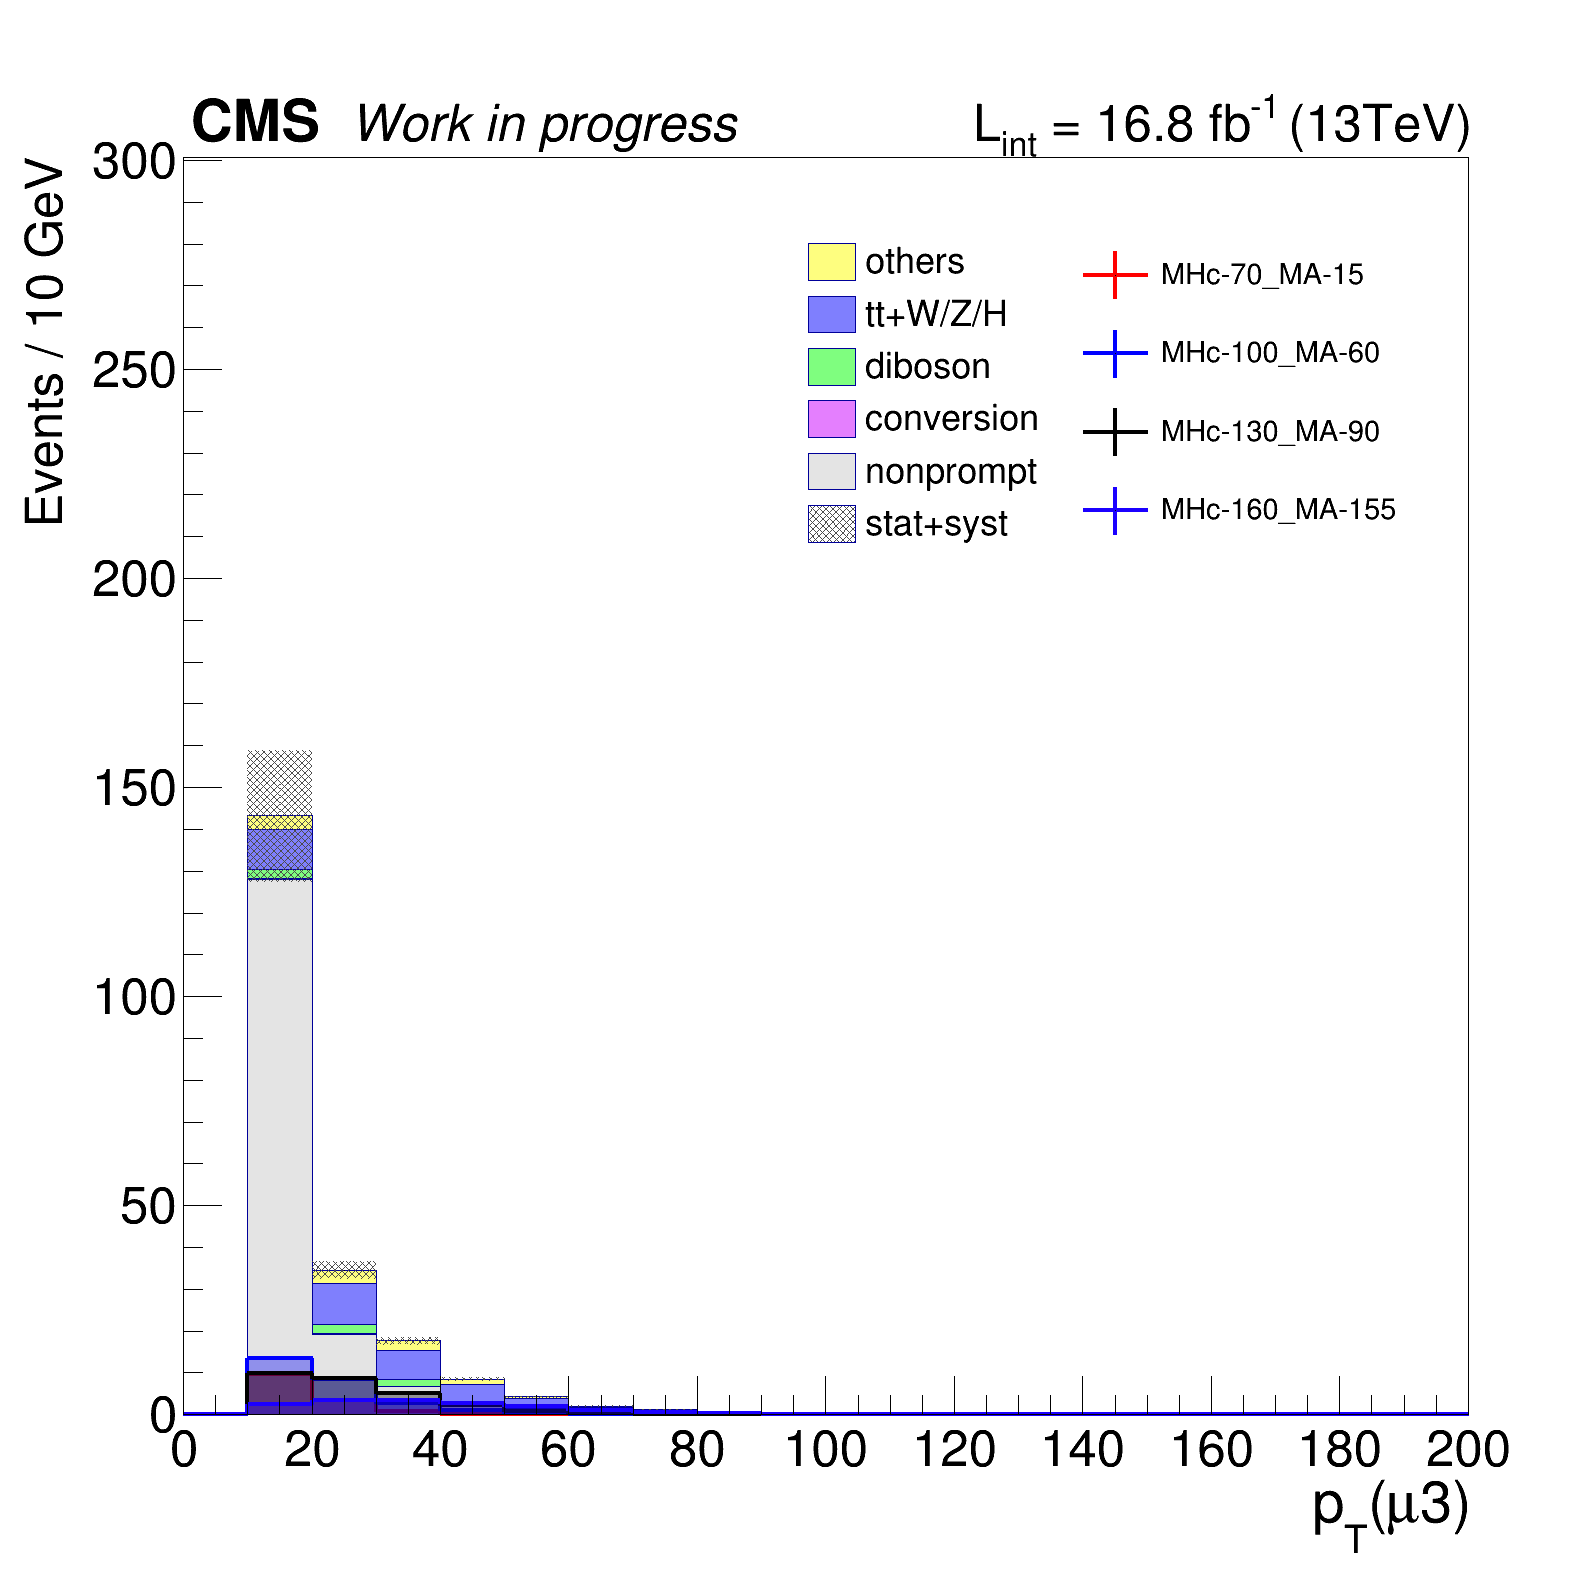 CMS Work in progress
L_int = 16.8 fb^-1 (13TeV)
Events / 10 GeV
300
250
200
150
100
50
0
others
tt+W/Z/H
diboson
conversion
nonprompt
stat+syst
MHc-70_MA-15
MHc-100_MA-60
MHc-130_MA-90
MHc-160_MA-155
0 20 40 60 80 100 120 140 160 180 200
p_T(μ3)